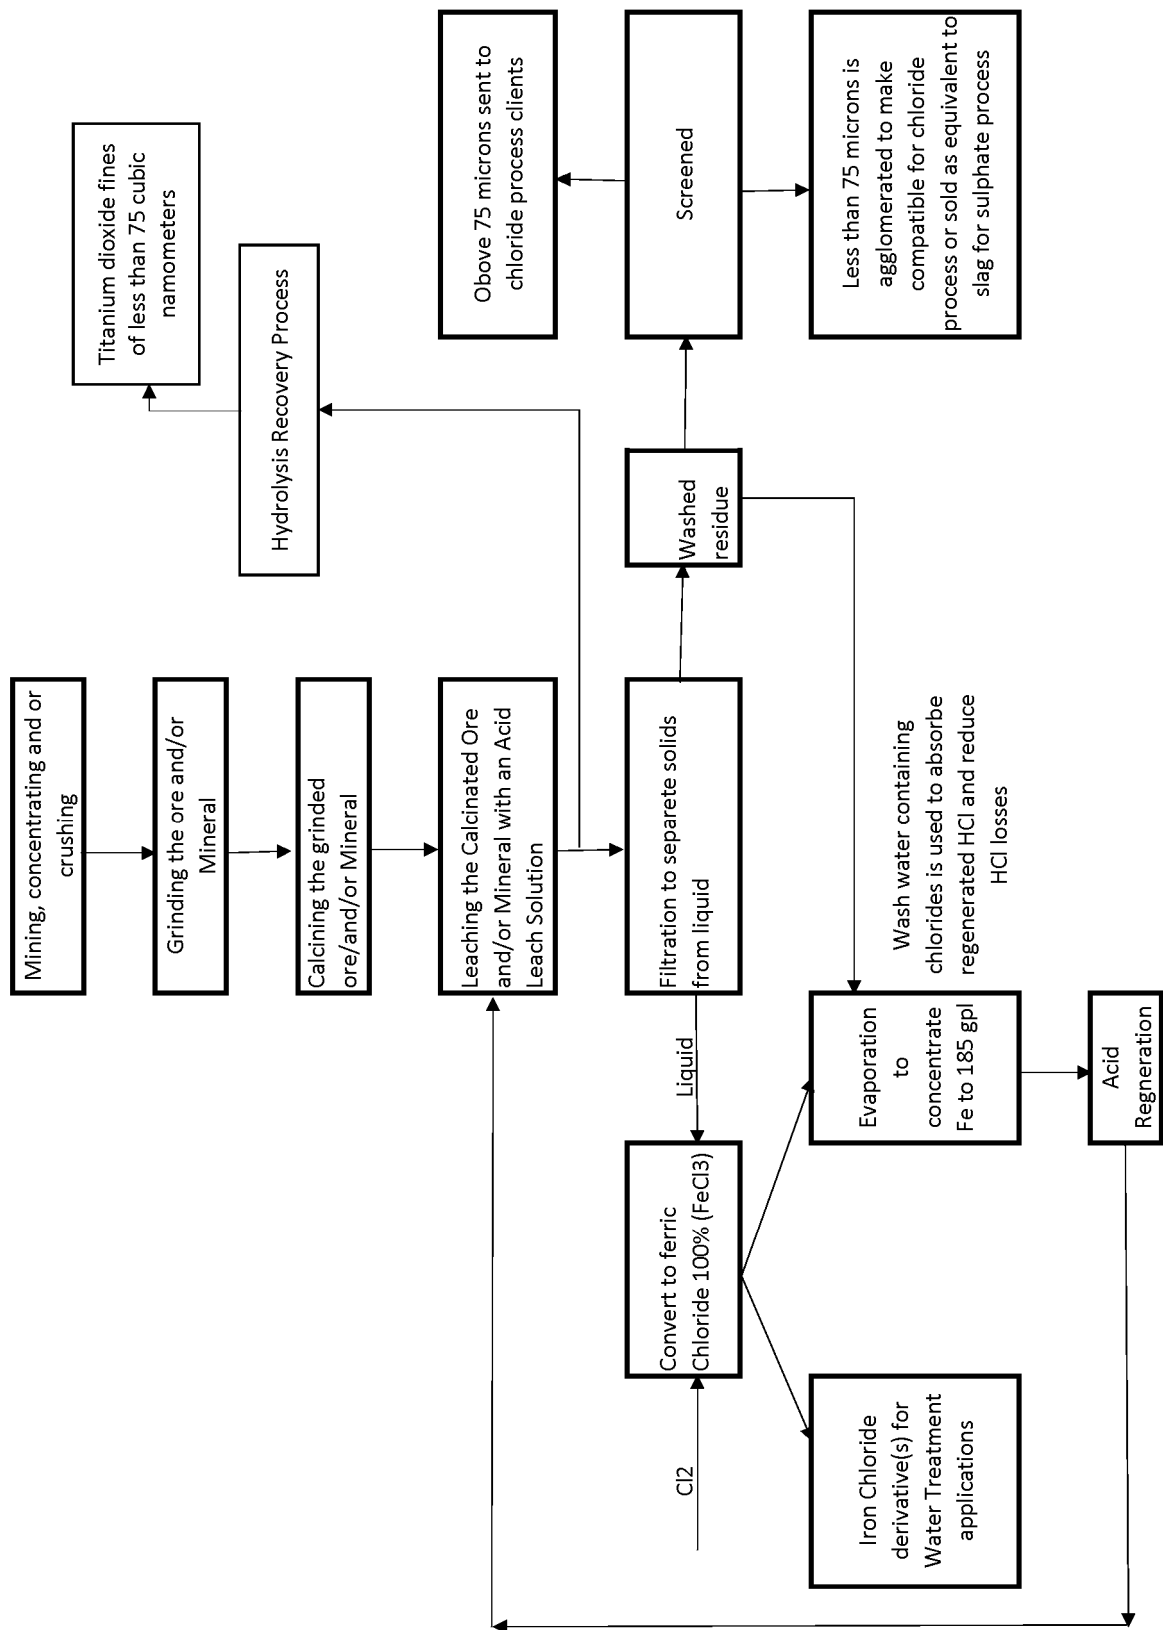 Mining, concentrating and or
crushing
Grinding the ore and/or
Mineral
Calcining the grinded
ore/and/or Mineral
Leaching the Calcinated Ore
and/or Mineral with an Acid
Leach Solution
Hydrolysis Recovery Process
Titanium dioxide fines
of less than 75 cubic
namometers
Filtration to separete solids
from liquid
Washed
residue
Screened
Obove 75 microns sent to
chloride process clients
Less than 75 microns is
agglomerated to make
compatible for chloride
process or sold as equivalent to
slag for sulphate process
Liquid
Convert to ferric
Chloride 100% (FeCl3)
Cl2
Iron Chloride
derivative(s) for
Water Treatment
applications
Evaporation
to
concentrate
Fe to 185 gpl
Wash water containing
chlorides is used to absorbe
regenerated HCl and reduce
HCl losses
Acid
Regneration